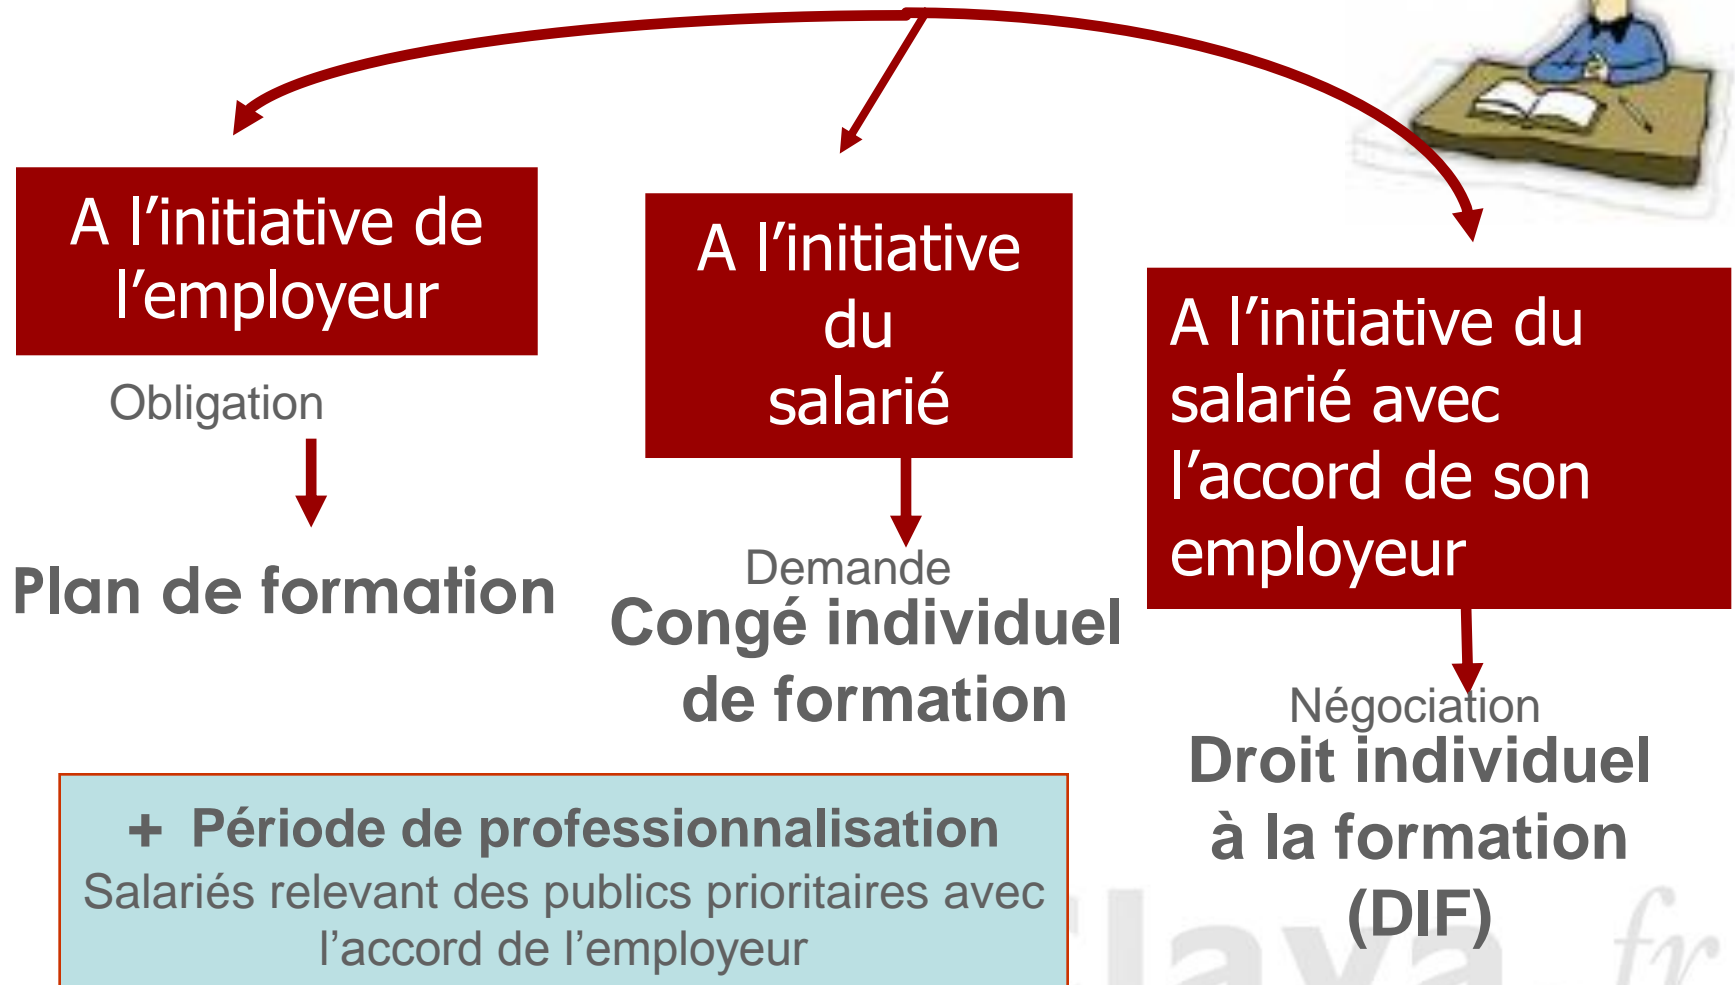 A l’initiative de
l’employeur
Obligation
Plan de formation
A l’initiative
du
salarié
Demande
Congé individuel
de formation
A l’initiative du
salarié avec
l’accord de son
employeur
Négociation
Droit individuel
à la formation
(DIF)
+ Période de professionnalisation
Salariés relevant des publics prioritaires avec
l’accord de l’employeur